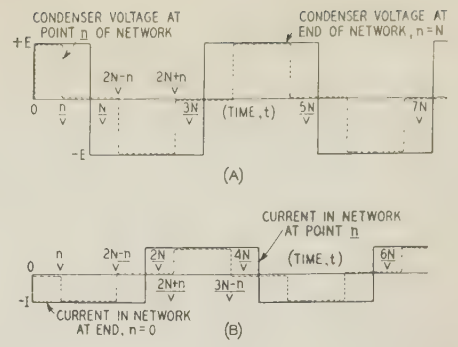 CONDENSER VOLTAGE AT
POINT n OF NETWORK
CONDENSER VOLTAGE AT
END OF NETWORK, n=N
+E
2N-n 2N+n
V V
0 n N 3N (TIME, t) 5N 7N
V V V V V
-E
(A)
CURRENT IN NETWORK
AT POINT n
n 2N-n 2N 4N (TIME, t) 6N
0 V V V V V
2N+n 3N-n
V V
-I
CURRENT IN NETWORK
AT END, n=0
(B)